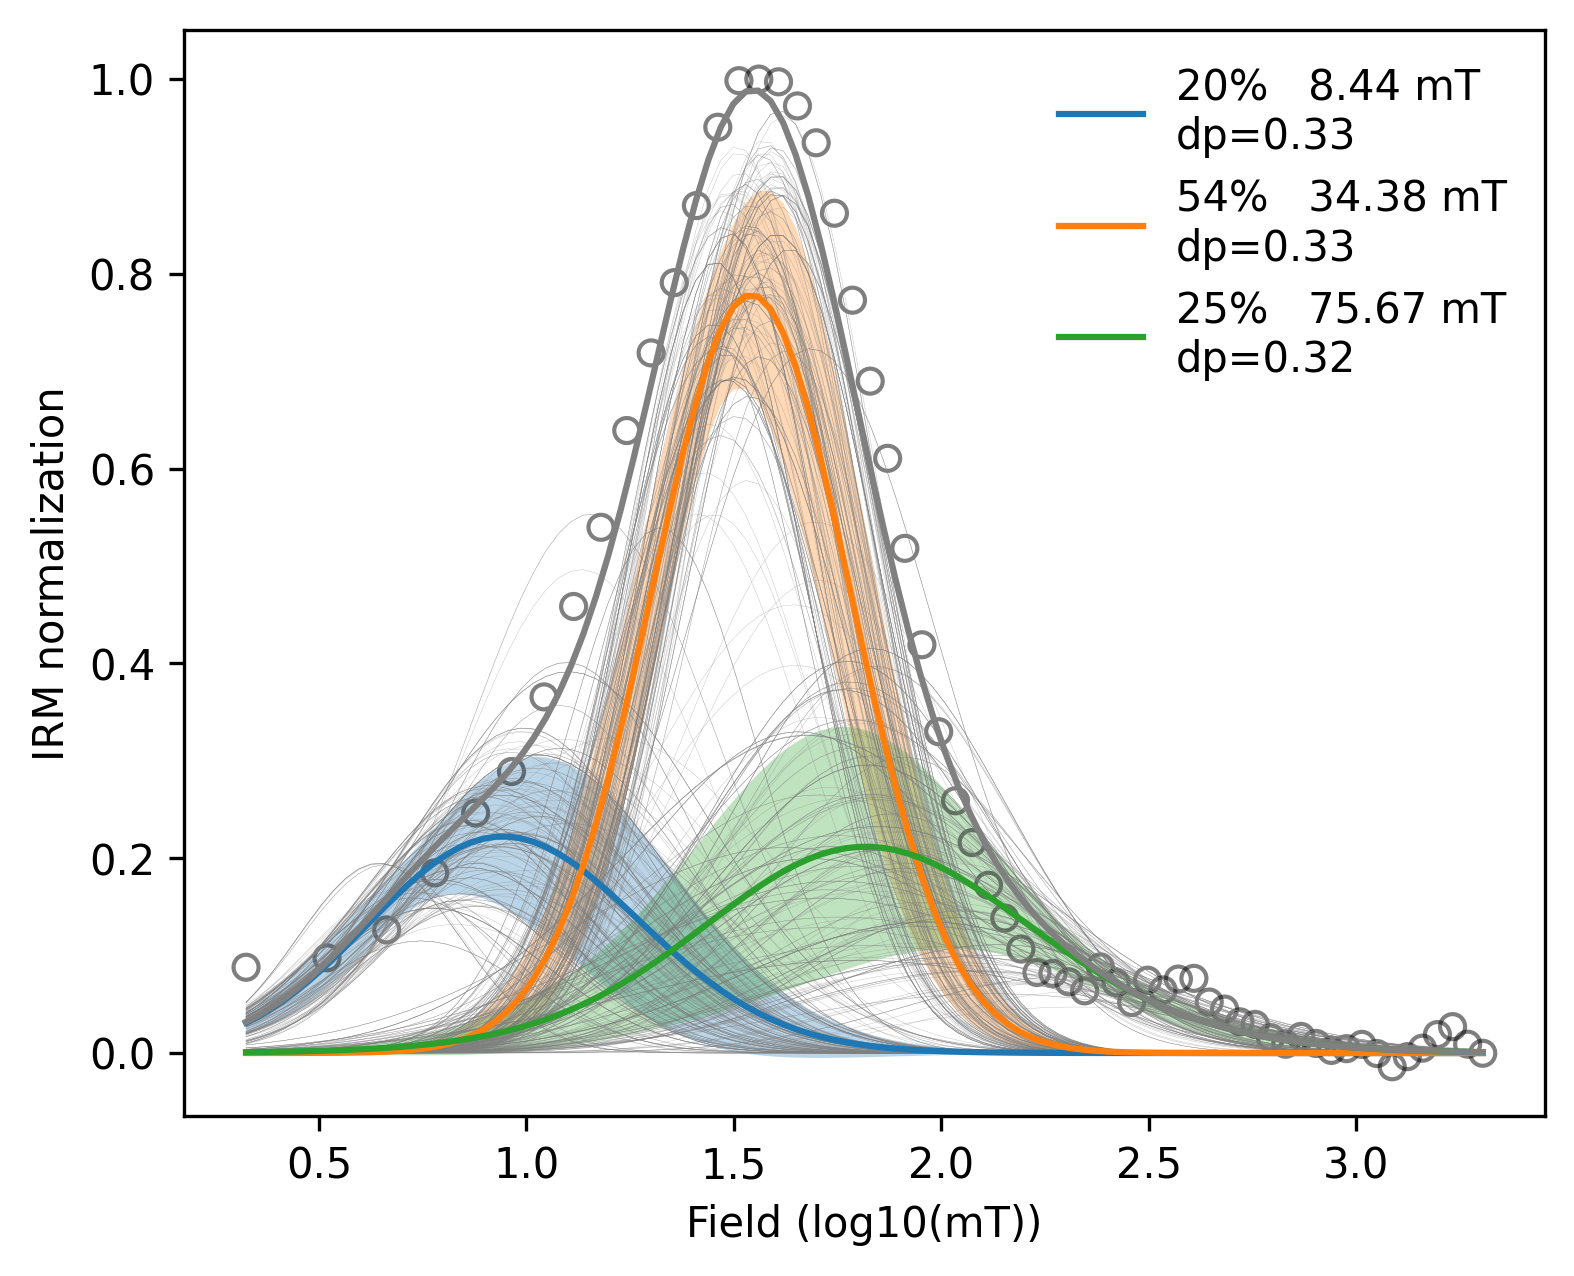 20% 8.44 mT
dp=0.33
54% 34.38 mT
dp=0.33
25% 75.67 mT
dp=0.32
1.0
0.8
0.6
0.4
0.2
0.0
IRM normalization
0.5 1.0 1.5 2.0 2.5 3.0
Field (log10(mT))